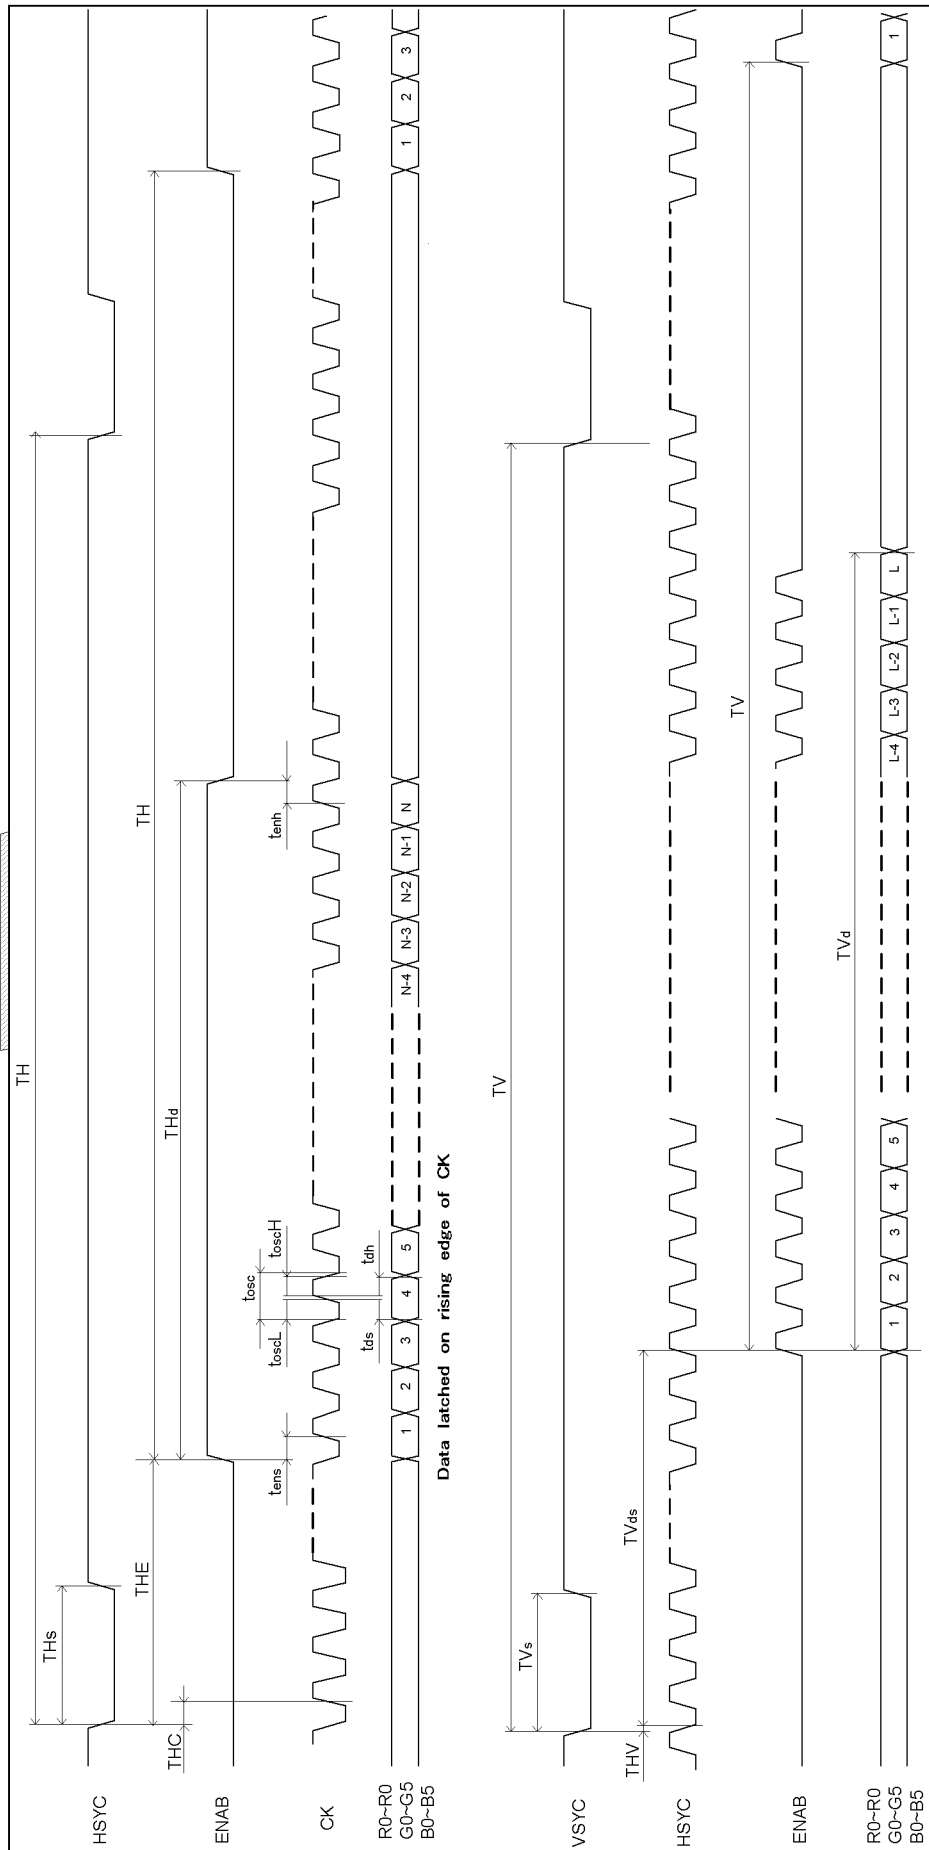 TH
HSYC
THs
TH
THE
THd
ENAB
THC
tens
toscL
tosc
toscH
tenh
CK
tds
tdh
R0~R0
G0~G5
B0~B5
1 2 3 4 5 N-4 N-3 N-2 N-1 N 1 2 3
Data latched on rising edge of CK
TV
VSYC
TVs
THV
TVds
HSYC
TV
ENAB
TVd
R0~R0
G0~G5
B0~B5
1 2 3 4 5 L-4 L-3 L-2 L-1 L 1